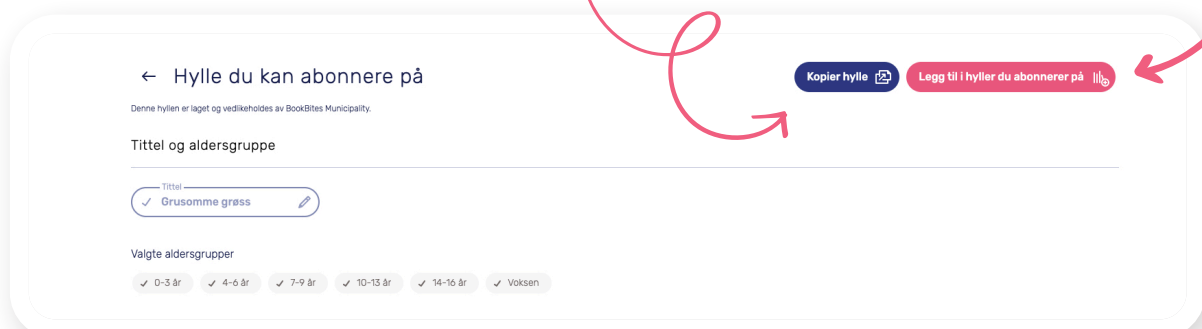 ← Hylle du kan abonnere på
Kopier hylle
Legg til i hyller du abonnerer på
Denne hyllen er laget og vedlikeholdes av BookBites Municipality.
Tittel og aldersgruppe
Tittel
Grusomme grøss
Valgte aldersgrupper
0-3 år
4-6 år
7-9 år
10-13 år
14-16 år
Voksen